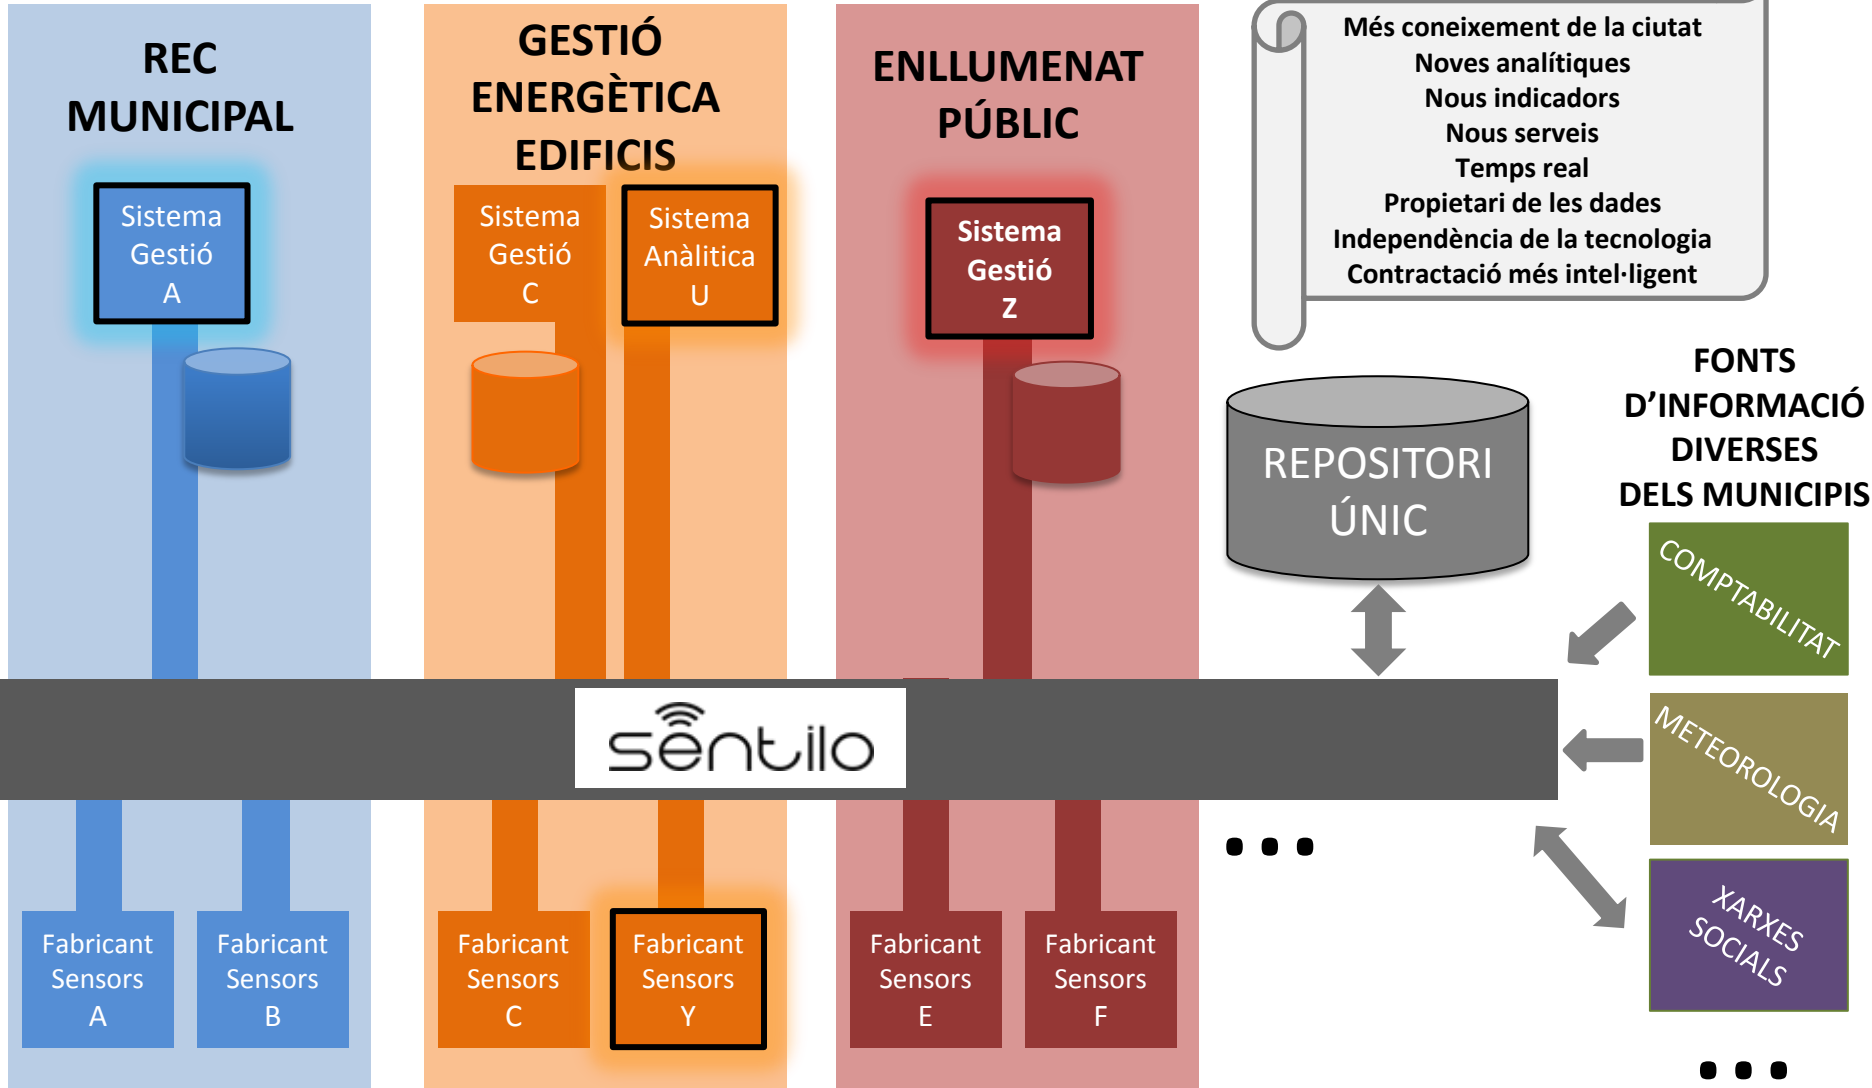 REC
MUNICIPAL
Sistema
Gestió
A
GESTIÓ
ENERGÈTICA
EDIFICIS
Sistema
Gestió
C
Sistema
Anàlitica
U
ENLLUMENAT
PÚBLIC
Sistema
Gestió
Z
Més coneixement de la ciutat
Noves analítiques
Nous indicadors
Nous serveis
Temps real
Propietari de les dades
Independència de la tecnologia
Contractació més intel·ligent
REPOSITORI
ÚNIC
FONTS
D'INFORMACIÓ
DIVERSES
DELS MUNICIPIS
COMPTABILITAT
METEOROLOGIA
XARXES
SOCIALS
...
sentilo
...
Fabricant
Sensors
A
Fabricant
Sensors
B
Fabricant
Sensors
C
Fabricant
Sensors
Y
Fabricant
Sensors
E
Fabricant
Sensors
F